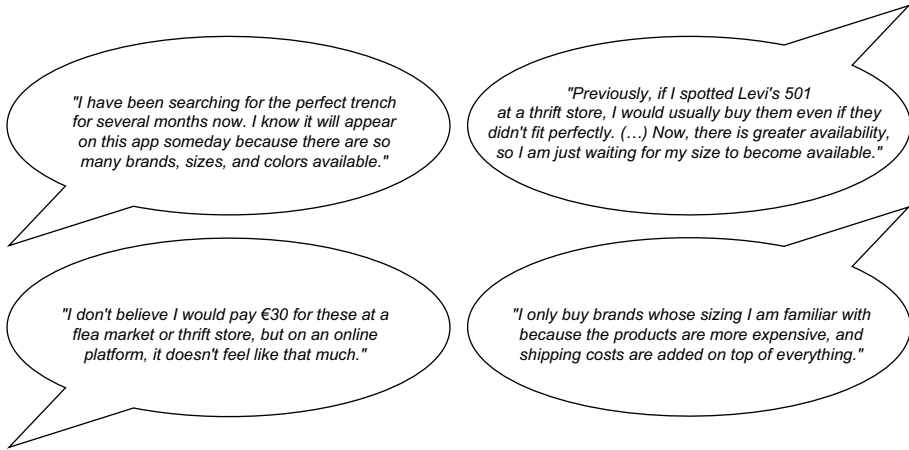 "I have been searching for the perfect trench
for several months now. I know it will appear
on this app someday because there are so
many brands, sizes, and colors available."
"Previously, if I spotted Levi's 501
at a thrift store, I would usually buy them even if they
didn't fit perfectly. (…) Now, there is greater availability,
so I am just waiting for my size to become available."
"I don't believe I would pay €30 for these at a
flea market or thrift store, but on an online
platform, it doesn't feel like that much."
"I only buy brands whose sizing I am familiar with
because the products are more expensive, and
shipping costs are added on top of everything."